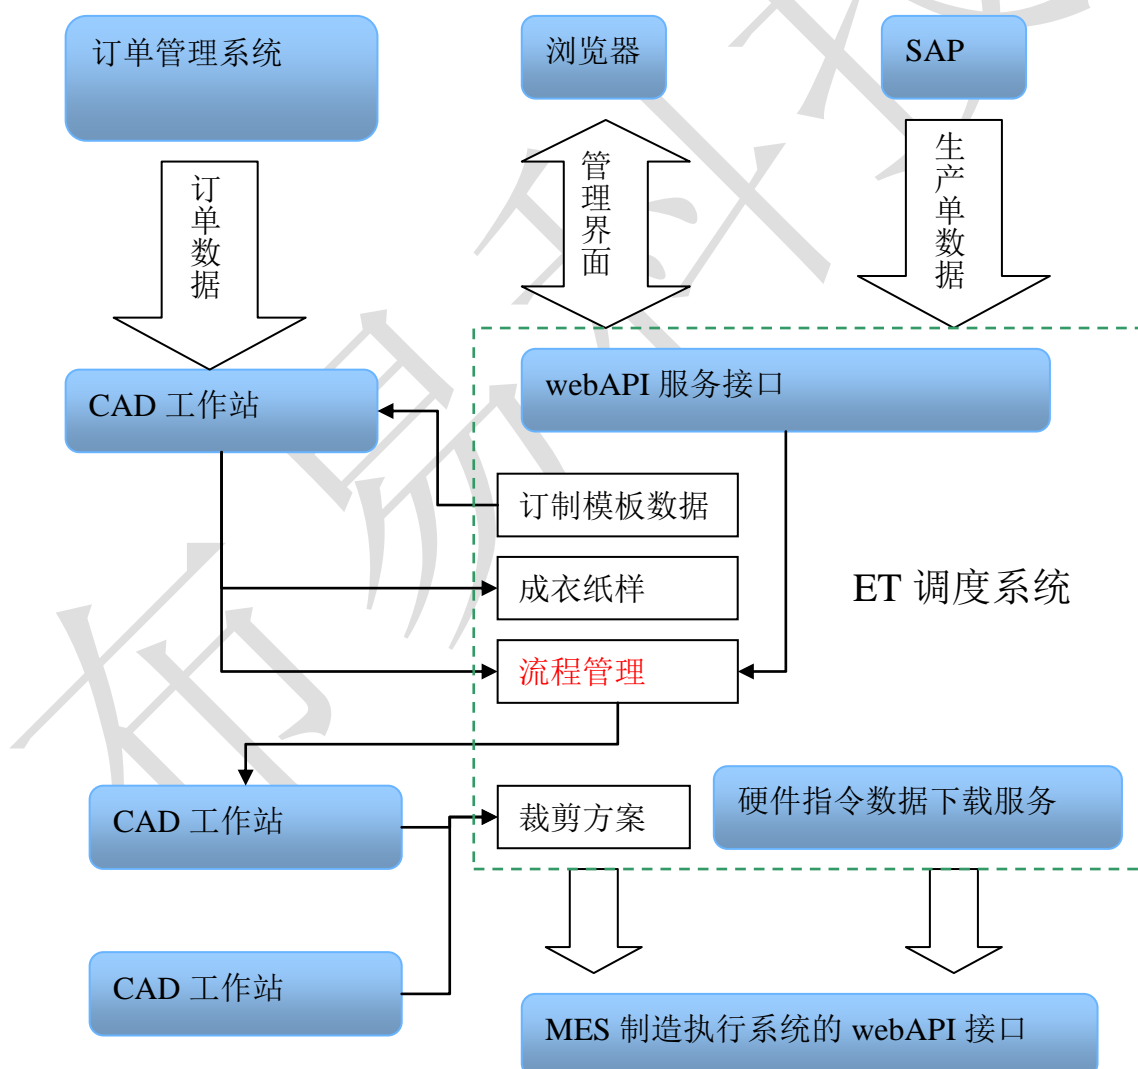 订单管理系统
浏览器
SAP
订单数据
管理界面
生产单数据
CAD 工作站
webAPI 服务接口
订制模板数据
成衣纸样
ET 调度系统
流程管理
CAD 工作站
裁剪方案
硬件指令数据下载服务
CAD 工作站
MES 制造执行系统的 webAPI 接口
布易科技